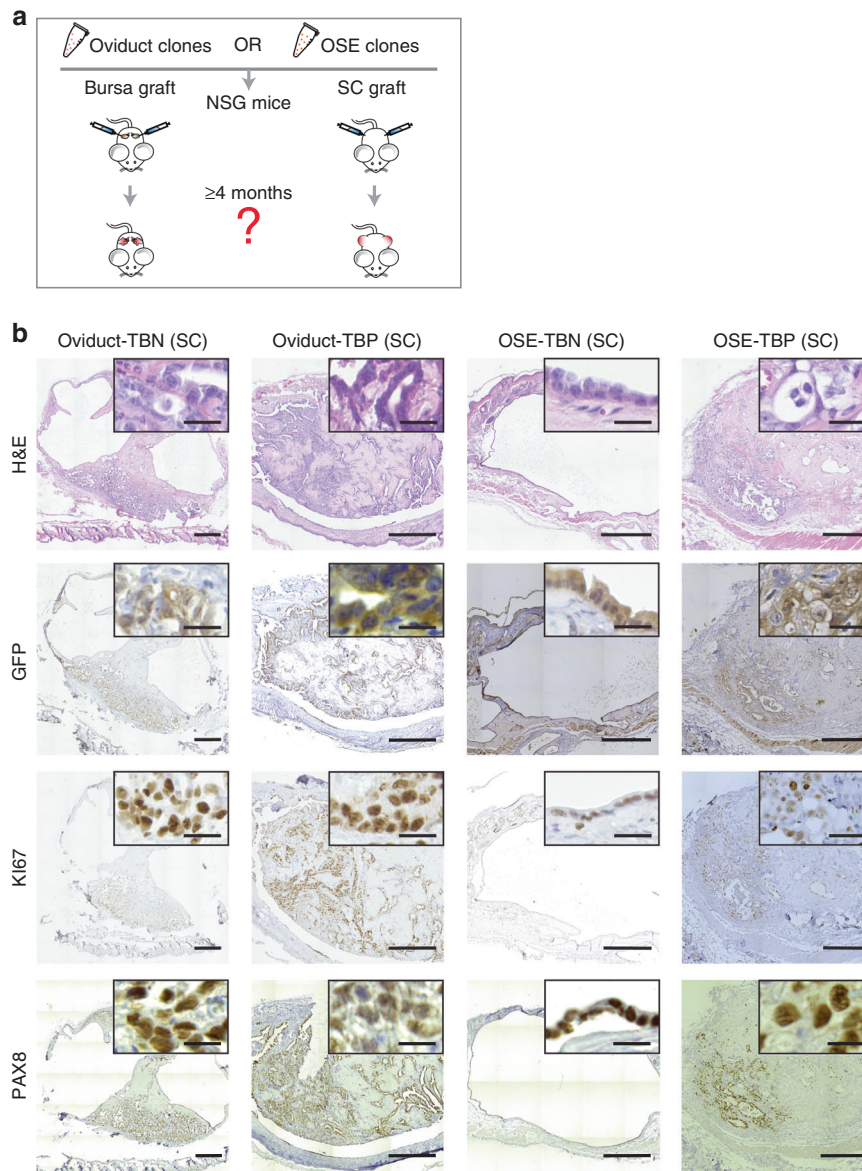 a
Oviduct clones OR OSE clones
Bursa graft
NSG mice
SC graft
≥4 months
?
b
Oviduct-TBN (SC) Oviduct-TBP (SC) OSE-TBN (SC) OSE-TBP (SC)
H&E
GFP
KI67
PAX8